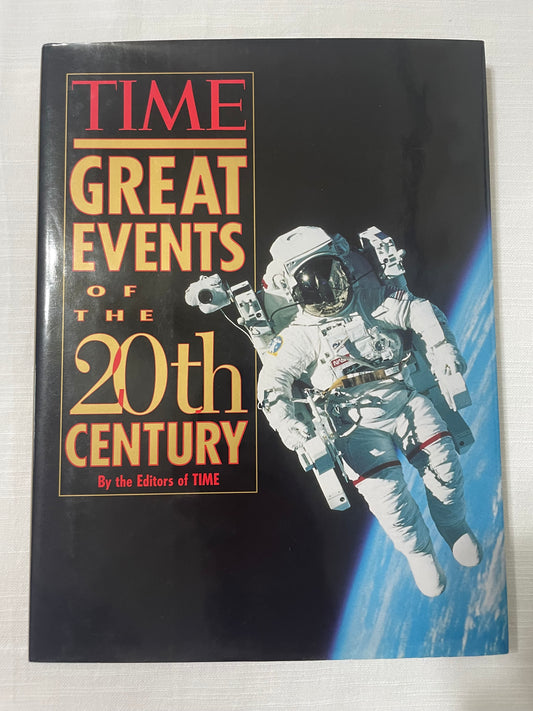 TIME
GREAT
EVENTS
OF
THE
20th
CENTURY
By the Editors of TIME